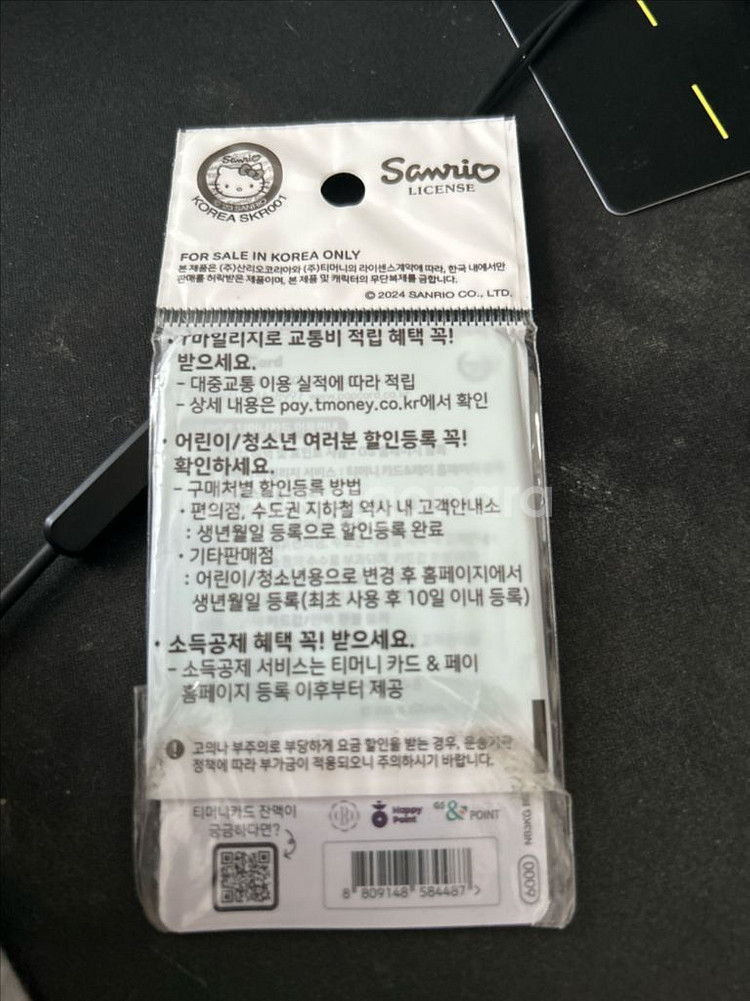 Sanrio
© '23 SANRIO
KOREA SKR001
Sanrio
LICENSE
FOR SALE IN KOREA ONLY
본 제품은 (주)산리오코리아와 (주)티머니의 라이센스계약에 따라, 한국 내에서만
판매를 허락받은 제품이며, 본 제품 및 캐릭터의 무단복제를 금합니다.
© 2024 SANRIO CO., LTD.
• T마일리지로 교통비 적립 혜택 꼭!
받으세요.
- 대중교통 이용 실적에 따라 적립
- 상세 내용은 pay.tmoney.co.kr에서 확인
• 어린이/청소년 여러분 할인등록 꼭!
확인하세요.
- 구매처별 할인등록 방법
• 편의점, 수도권 지하철 역사 내 고객안내소
: 생년월일 등록으로 할인등록 완료
• 기타판매점
: 어린이/청소년용으로 변경 후 홈페이지에서
생년월일 등록(최초 사용 후 10일 이내 등록)
• 소득공제 혜택 꼭! 받으세요.
- 소득공제 서비스는 티머니 카드 & 페이
홈페이지 등록 이후부터 제공
! 고의나 부주의로 부당하게 요금 할인을 받는 경우, 운송기관
정책에 따라 부가금이 적용되오니 주의하시기 바랍니다.
티머니카드 잔액이
궁금하다면?
Happy
Point
GS & POINT
8 809148 584487 >
0009